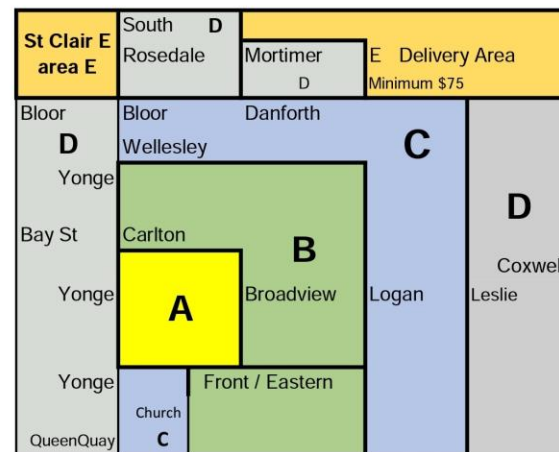 St Clair E
area E
South D
Rosedale
Mortimer
D
E Delivery Area
Minimum $75
Bloor
D
Yonge
Bay St
Yonge
Yonge
QueenQuay
Bloor Danforth
Wellesley
C
Carlton
B
A
Broadview
Logan
D
Coxwel
Leslie
Front / Eastern
Church
C